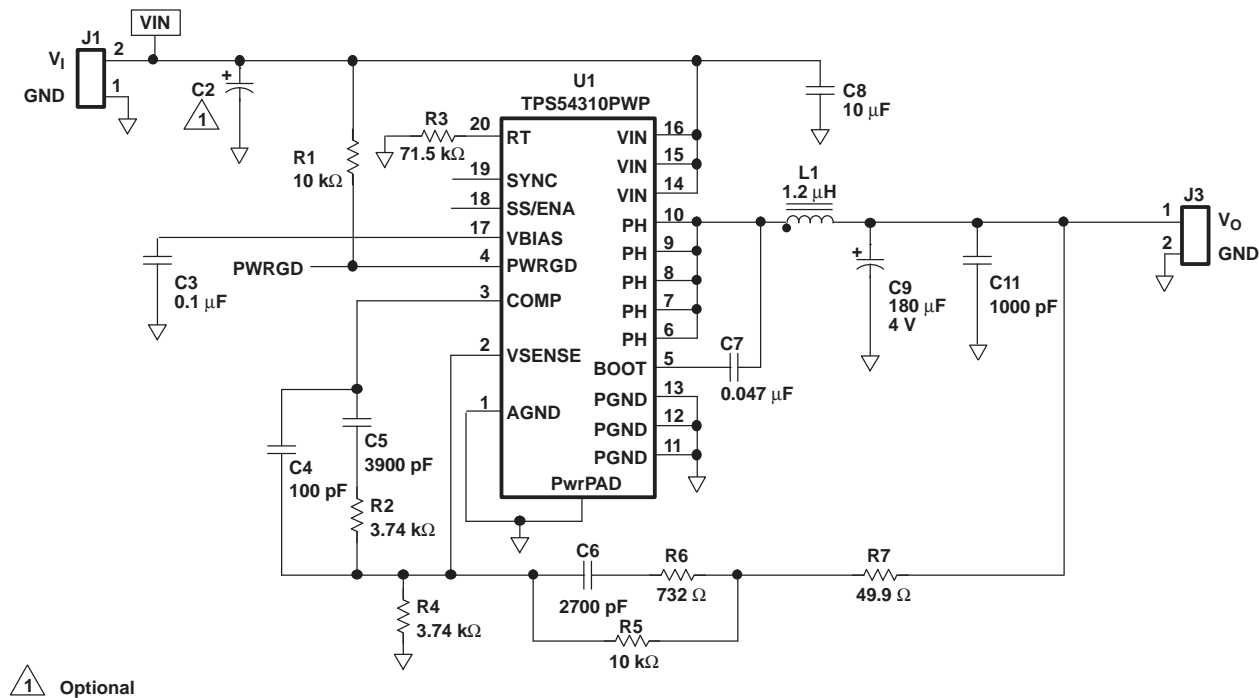 VIN
J1
V_I
2
1
GND
+
C2
1
R1
10 kΩ
R3
71.5 kΩ
U1
TPS54310PWP
20 RT
19 SYNC
18 SS/ENA
17 VBIAS
4 PWRGD
3 COMP
2 VSENSE
1 AGND
PwrPAD
VIN 16
VIN 15
VIN 14
PH 10
PH 9
PH 8
PH 7
PH 6
BOOT 5
PGND 13
PGND 12
PGND 11
PWRGD
C3
0.1 μF
C8
10 μF
L1
1.2 μH
J3
1
V_O
2
GND
+
C9
180 μF
4 V
C11
1000 pF
C7
0.047 μF
C4
100 pF
C5
3900 pF
R2
3.74 kΩ
R4
3.74 kΩ
C6
2700 pF
R6
732 Ω
R5
10 kΩ
R7
49.9 Ω
1 Optional